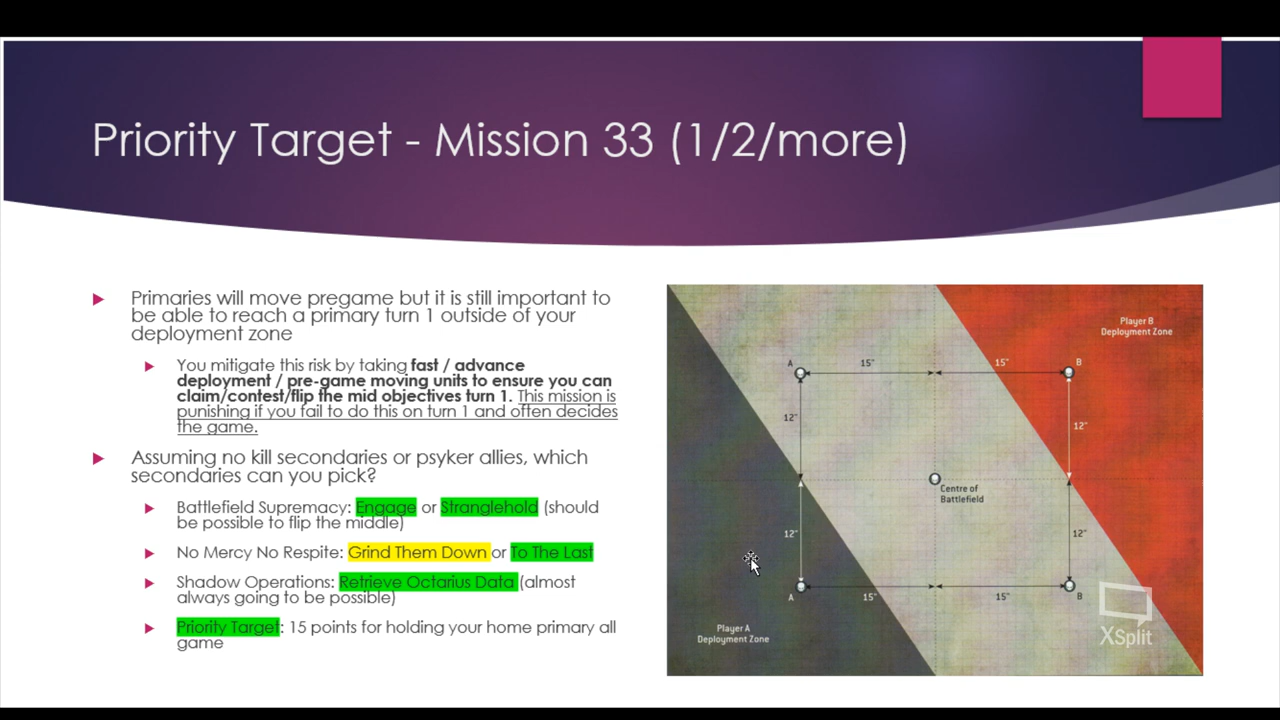 Priority Target - Mission 33 (1/2/more)
Primaries will move pregame but it is still important to
be able to reach a primary turn 1 outside of your
deployment zone
You mitigate this risk by taking fast / advance
deployment / pre-game moving units to ensure you can
claim/contest/flip the mid objectives turn 1. This mission is
punishing if you fail to do this on turn 1 and often decides
the game.
Assuming no kill secondaries or psyker allies, which
secondaries can you pick?
Battlefield Supremacy: Engage or Stranglehold (should
be possible to flip the middle)
No Mercy No Respite: Grind Them Down or To The Last
Shadow Operations: Retrieve Octarius Data (almost
always going to be possible)
Priority Target: 15 points for holding your home primary all
game
Player B
Deployment Zone
A
15"
15"
B
12"
12"
Centre of
Battlefield
12"
12"
A
15"
15"
B
Player A
Deployment Zone
XSplit